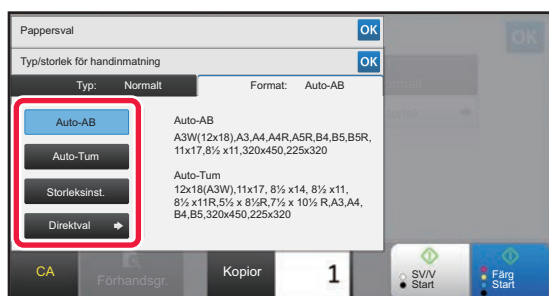 Pappersval
OK
OK
Typ/storlek för handinmatning
OK
Typ: Normalt
Format: Auto-AB
Auto-AB
Auto-Tum
Storleksinst.
Direktval
Auto-AB
A3W(12x18),A3,A4,A4R,A5R,B4,B5,B5R,
11x17,8½ x11,320x450,225x320
Auto-Tum
12x18(A3W),11x17, 8½ x14, 8½ x11,
8½ x11R,5½ x 8½R,7½ x 10½ R,A3,A4,
B4,B5,320x450,225x320
CA
Förhandsgr.
Kopior
1
SV/V
Start
Färg
Start